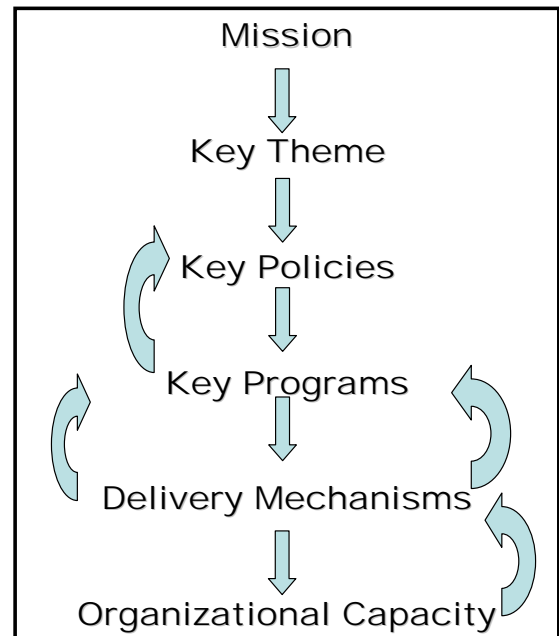 Mission
Key Theme
Key Policies
Key Programs
Delivery Mechanisms
Organizational Capacity